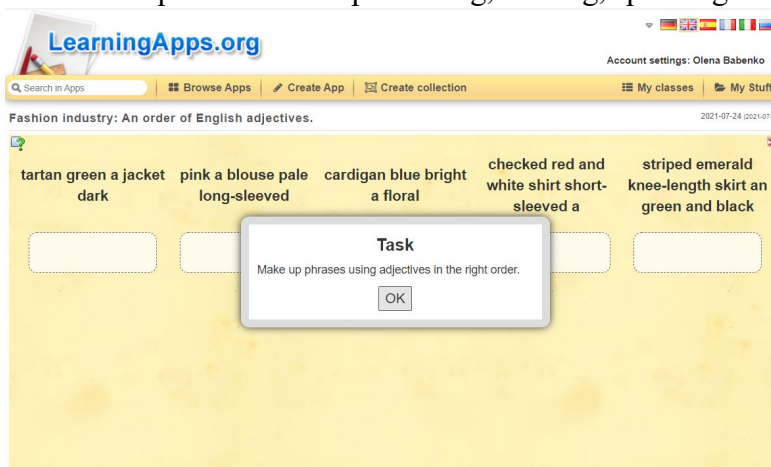 LearningApps.org
Account settings: Olena Babenko
Search in Apps
Browse Apps
Create App
Create collection
My classes
My Stuff
Fashion industry: An order of English adjectives.
2021-07-24
tartan green a jacket
dark
pink a blouse pale
long-sleeved
cardigan blue bright
a floral
checked red and
white shirt short-
sleeved a
striped emerald
knee-length skirt an
green and black
Task
Make up phrases using adjectives in the right order.
OK